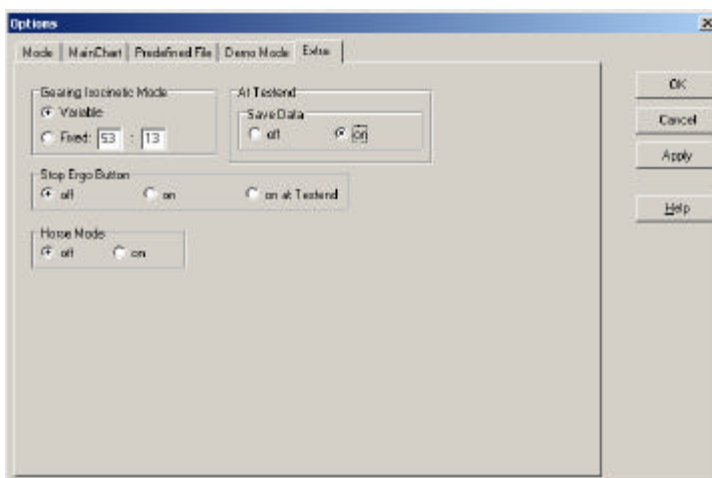 Options
Mode MainChart Predefined File Demo Mode Extra
Gearing Isocinetic Mode
Variable
Fixed: 53 : 13
At Testend
Save Data
off on
Stop Ergo Button
off on on at Testend
Horse Mode
off on
OK
Cancel
Apply
Help